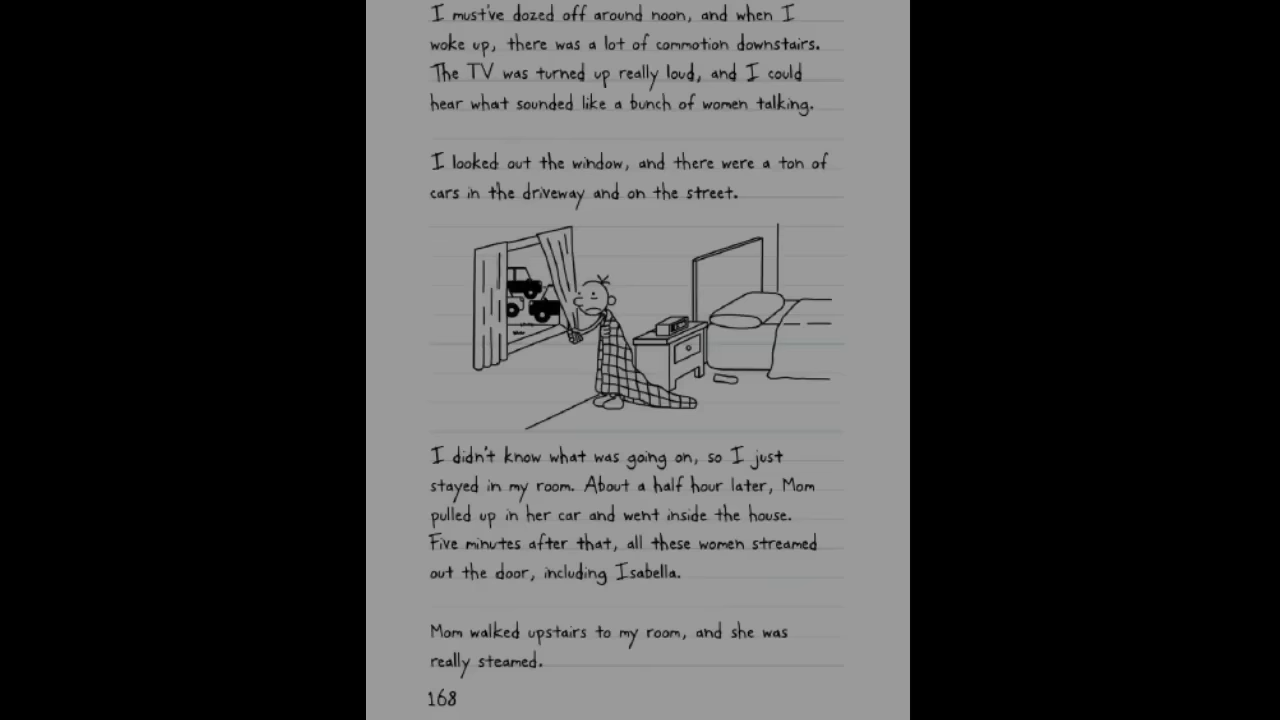 I must've dozed off around noon, and when I
woke up, there was a lot of commotion downstairs.
The TV was turned up really loud, and I could
hear what sounded like a bunch of women talking.
I looked out the window, and there were a ton of
cars in the driveway and on the street.
I didn't know what was going on, so I just
stayed in my room. About a half hour later, Mom
pulled up in her car and went inside the house.
Five minutes after that, all these women streamed
out the door, including Isabella.
Mom walked upstairs to my room, and she was
really steamed.
168